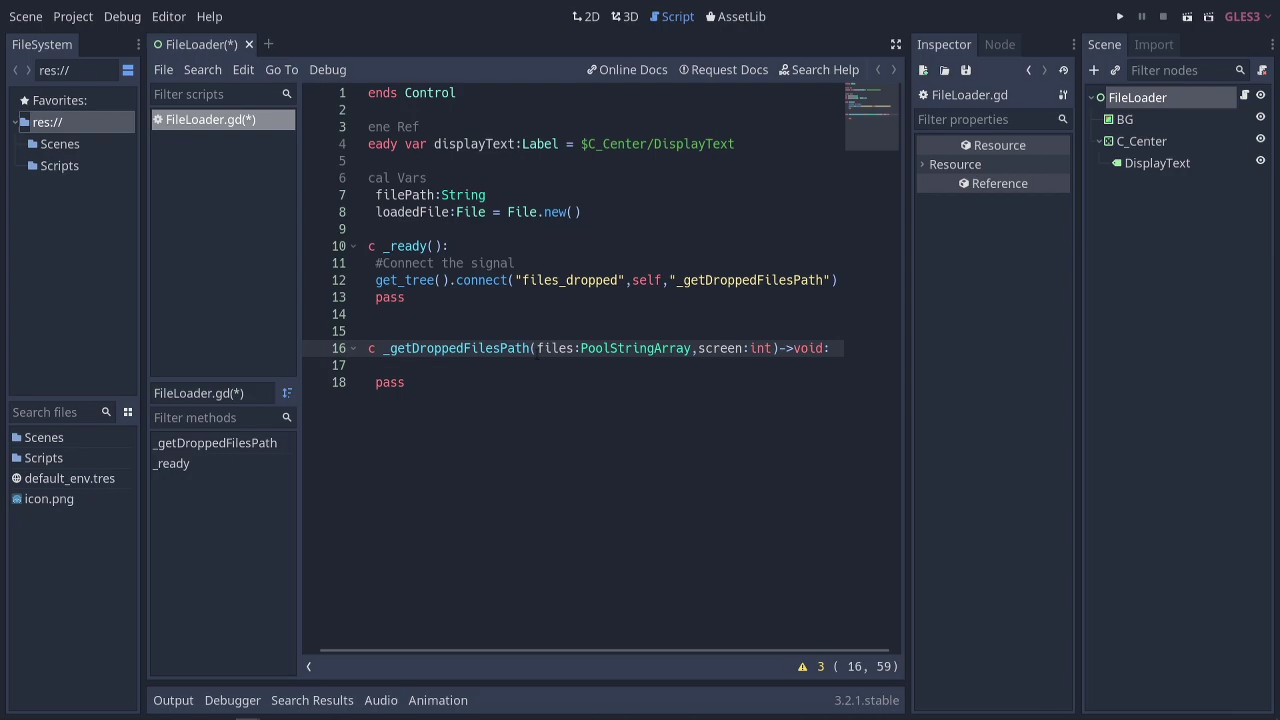 Scene Project Debug Editor Help
2D 3D Script AssetLib
GLES3
FileSystem
res://
Favorites:
res://
Scenes
Scripts
Search files
Scenes
Scripts
default_env.tres
icon.png
FileLoader(*)
File Search Edit Go To Debug
Online Docs Request Docs Search Help
Filter scripts
FileLoader.gd(*)
FileLoader.gd(*)
Filter methods
_getDroppedFilesPath
_ready
1 ends Control
2
3 ene Ref
4 eady var displayText:Label = $C_Center/DisplayText
5
6 cal Vars
7 filePath:String
8 loadedFile:File = File.new()
9
10 c _ready():
11 #Connect the signal
12 get_tree().connect("files_dropped",self,"_getDroppedFilesPath")
13 pass
14
15
16 c _getDroppedFilesPath(files:PoolStringArray,screen:int)->void:
17
18 pass
3 ( 16, 59)
Output Debugger Search Results Audio Animation
3.2.1.stable
Inspector Node
FileLoader.gd
Filter properties
Resource
Resource
Reference
Scene Import
Filter nodes
FileLoader
BG
C_Center
DisplayText